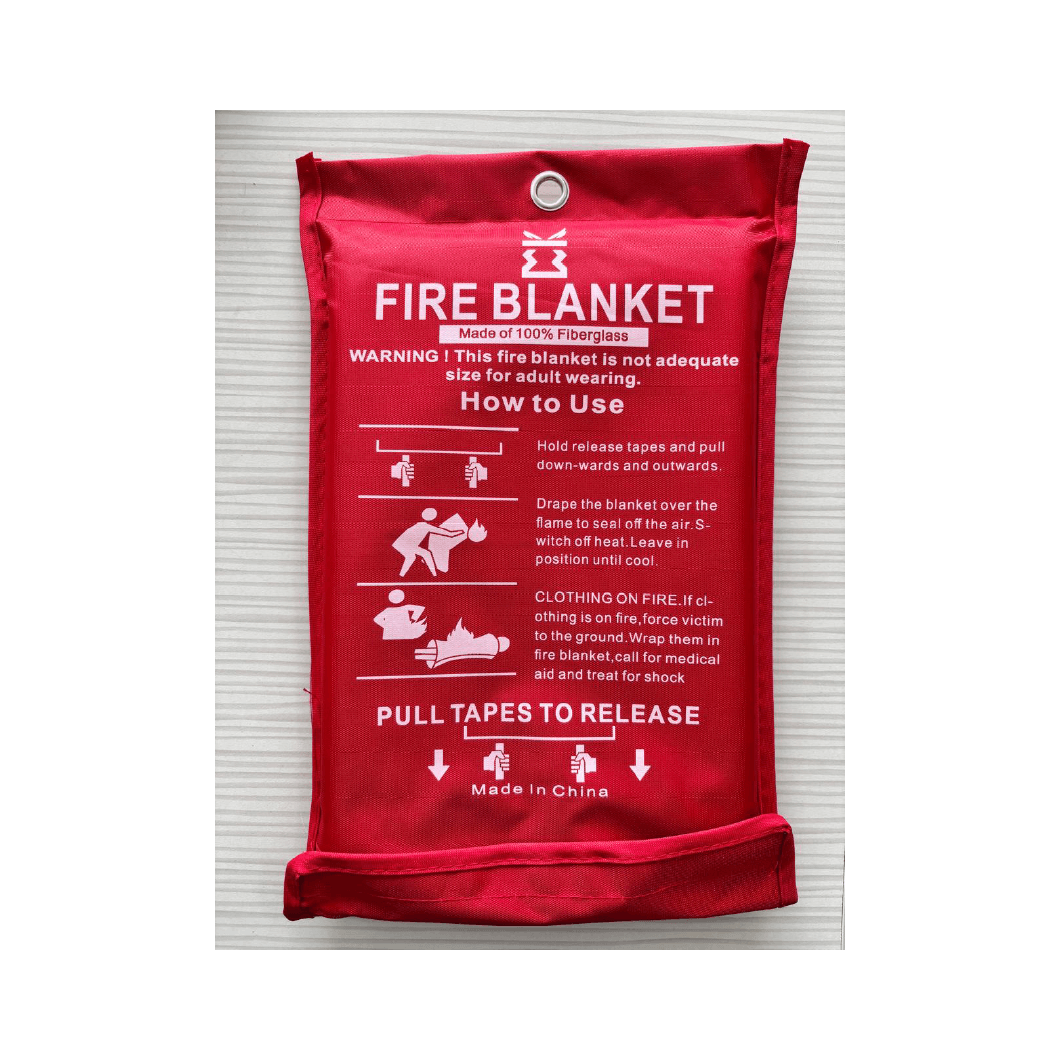 FIRE BLANKET
Made of 100% Fiberglass
WARNING ! This fire blanket is not adequate
size for adult wearing.
How to Use
Hold release tapes and pull
down-wards and outwards.
Drape the blanket over the
flame to seal off the air.S-
witch off heat.Leave in
position until cool.
CLOTHING ON FIRE.If cl-
othing is on fire,force victim
to the ground.Wrap them in
fire blanket,call for medical
aid and treat for shock
PULL TAPES TO RELEASE
Made In China